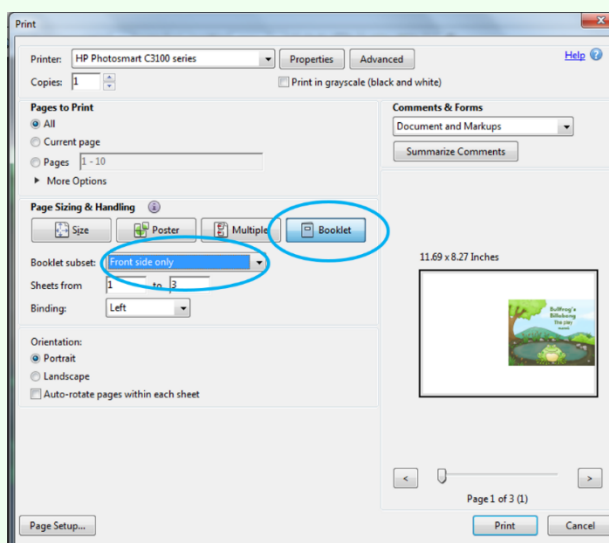 Print
Printer: HP Photosmart C3100 series Properties Advanced Help
Copies: 1 Print in grayscale (black and white)
Pages to Print
All
Current page
Pages 1 - 10
More Options
Comments & Forms
Document and Markups
Summarize Comments
Page Sizing & Handling
Size Poster Multiple Booklet
Booklet subset: Front side only
Sheets from 1 to 3
Binding: Left
Orientation:
Portrait
Landscape
Auto-rotate pages within each sheet
11.69 x 8.27 Inches
Bullfrog's
Billabong
the play
< >
Page 1 of 3 (1)
Page Setup... Print Cancel